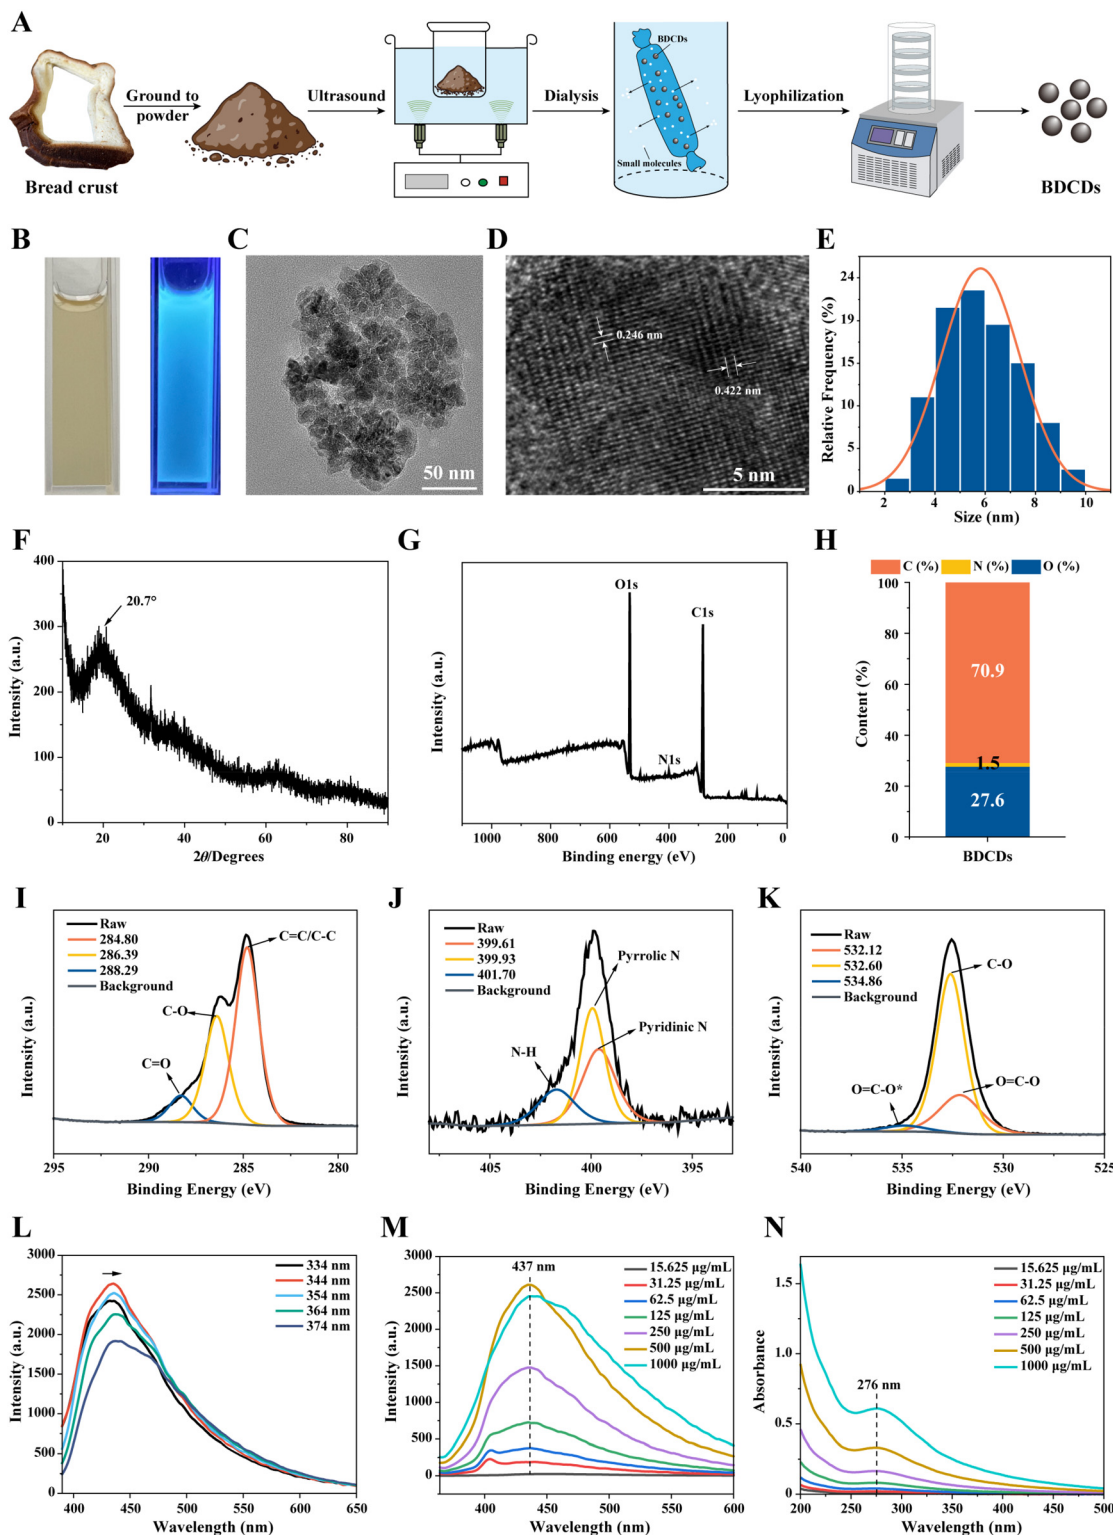 A
Ground to
powder
Ultrasound
BDCDs
Dialysis
Small molecules
Lyophilization
Bread crust
BDCDs
B
C
50 nm
D
0.246 nm
0.422 nm
5 nm
E
Relative Frequency (%)
24
21
18
15
12
9
6
3
0
2
4
6
8
10
Size (nm)
F
Intensity (a.u.)
400
300
200
100
0
20.7°
20
40
60
80
2θ/Degrees
G
Intensity (a.u.)
O1s
C1s
N1s
1000
800
600
400
200
0
Binding energy (eV)
H
C (%) N (%) O (%)
Content (%)
100
80
60
40
20
0
70.9
1.5
27.6
BDCDs
I
Intensity (a.u.)
Raw
284.80
286.39
288.29
Background
C=C/C-C
C-O
C=O
295
290
285
280
Binding Energy (eV)
J
Intensity (a.u.)
Raw
399.61
399.93
401.70
Background
Pyrrolic N
Pyridinic N
N-H
405
400
395
Binding Energy (eV)
K
Intensity (a.u.)
Raw
532.12
532.60
534.86
Background
C-O
O=C-O*
O=C-O
540
535
530
525
Binding Energy (eV)
L
Intensity (a.u.)
3000
2500
2000
1500
1000
500
0
334 nm
344 nm
354 nm
364 nm
374 nm
400
450
500
550
600
650
Wavelength (nm)
M
Intensity (a.u.)
3000
2500
2000
1500
1000
500
0
437 nm
15.625 μg/mL
31.25 μg/mL
62.5 μg/mL
125 μg/mL
250 μg/mL
500 μg/mL
1000 μg/mL
400
450
500
550
600
Wavelength (nm)
N
Absorbance
1.5
1.0
0.5
0.0
276 nm
15.625 μg/mL
31.25 μg/mL
62.5 μg/mL
125 μg/mL
250 μg/mL
500 μg/mL
1000 μg/mL
200
250
300
350
400
450
500
Wavelength (nm)